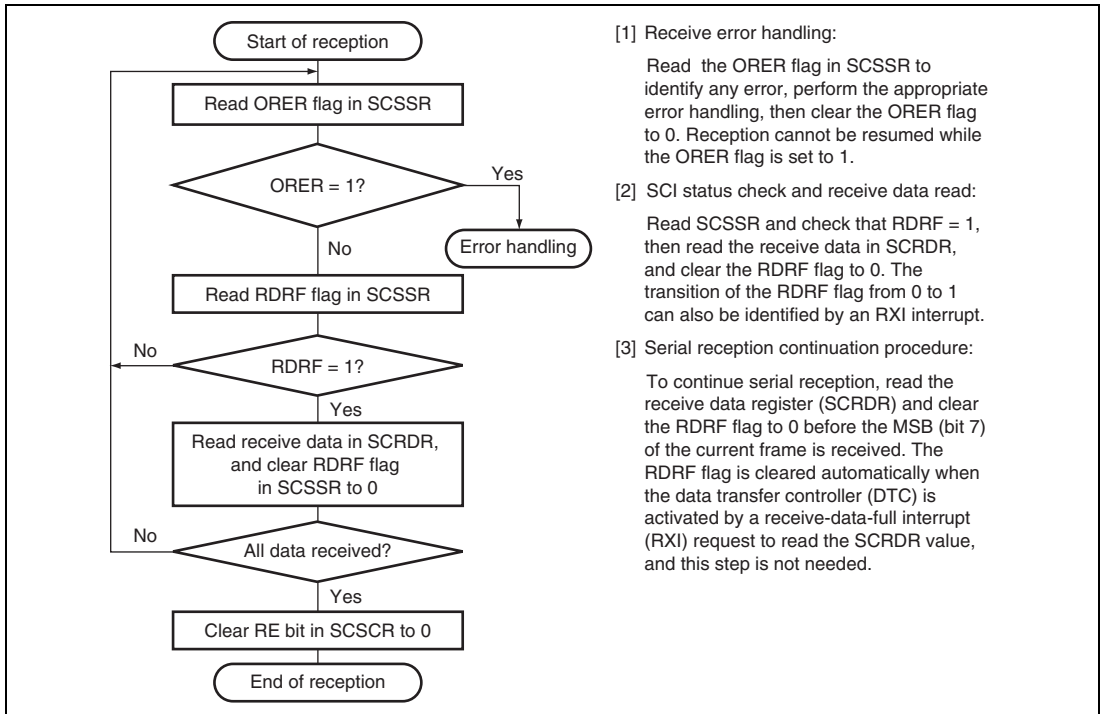 Start of reception
Read ORER flag in SCSSR
ORER = 1?
Yes
Error handling
No
Read RDRF flag in SCSSR
No
RDRF = 1?
Yes
Read receive data in SCRDR,
and clear RDRF flag
in SCSSR to 0
No
All data received?
Yes
Clear RE bit in SCSCR to 0
End of reception
[1] Receive error handling:
Read the ORER flag in SCSSR to
identify any error, perform the appropriate
error handling, then clear the ORER flag
to 0. Reception cannot be resumed while
the ORER flag is set to 1.
[2] SCI status check and receive data read:
Read SCSSR and check that RDRF = 1,
then read the receive data in SCRDR,
and clear the RDRF flag to 0. The
transition of the RDRF flag from 0 to 1
can also be identified by an RXI interrupt.
[3] Serial reception continuation procedure:
To continue serial reception, read the
receive data register (SCRDR) and clear
the RDRF flag to 0 before the MSB (bit 7)
of the current frame is received. The
RDRF flag is cleared automatically when
the data transfer controller (DTC) is
activated by a receive-data-full interrupt
(RXI) request to read the SCRDR value,
and this step is not needed.